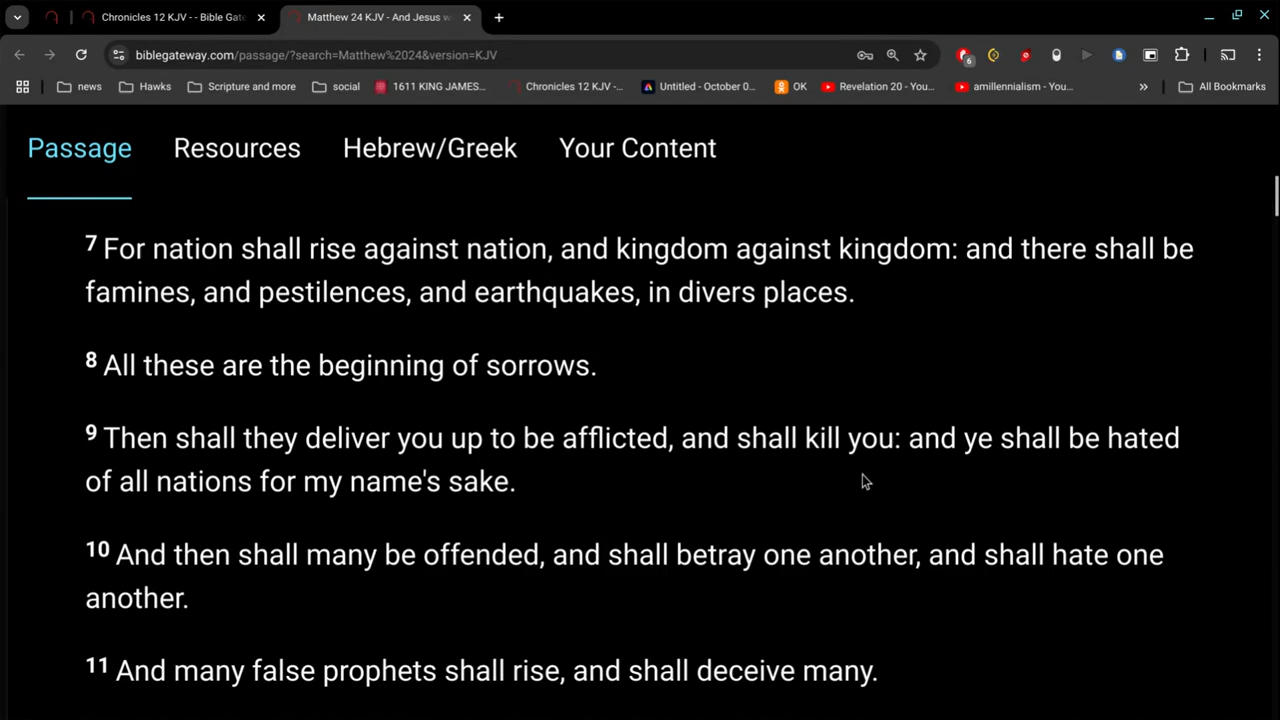 Chronicles 12 KJV - - Bible Gate
Matthew 24 KJV - And Jesus w
biblegateway.com/passage/?search=Matthew%2024&version=KJV
6
news
Hawks
Scripture and more
social
1611 KING JAMES...
Chronicles 12 KJV -...
Untitled - October 0...
OK
Revelation 20 - You...
amillennialism - You...
»
All Bookmarks
Passage
Resources
Hebrew/Greek
Your Content
7 For nation shall rise against nation, and kingdom against kingdom: and there shall be
famines, and pestilences, and earthquakes, in divers places.
8 All these are the beginning of sorrows.
9 Then shall they deliver you up to be afflicted, and shall kill you: and ye shall be hated
of all nations for my name's sake.
10 And then shall many be offended, and shall betray one another, and shall hate one
another.
11 And many false prophets shall rise, and shall deceive many.